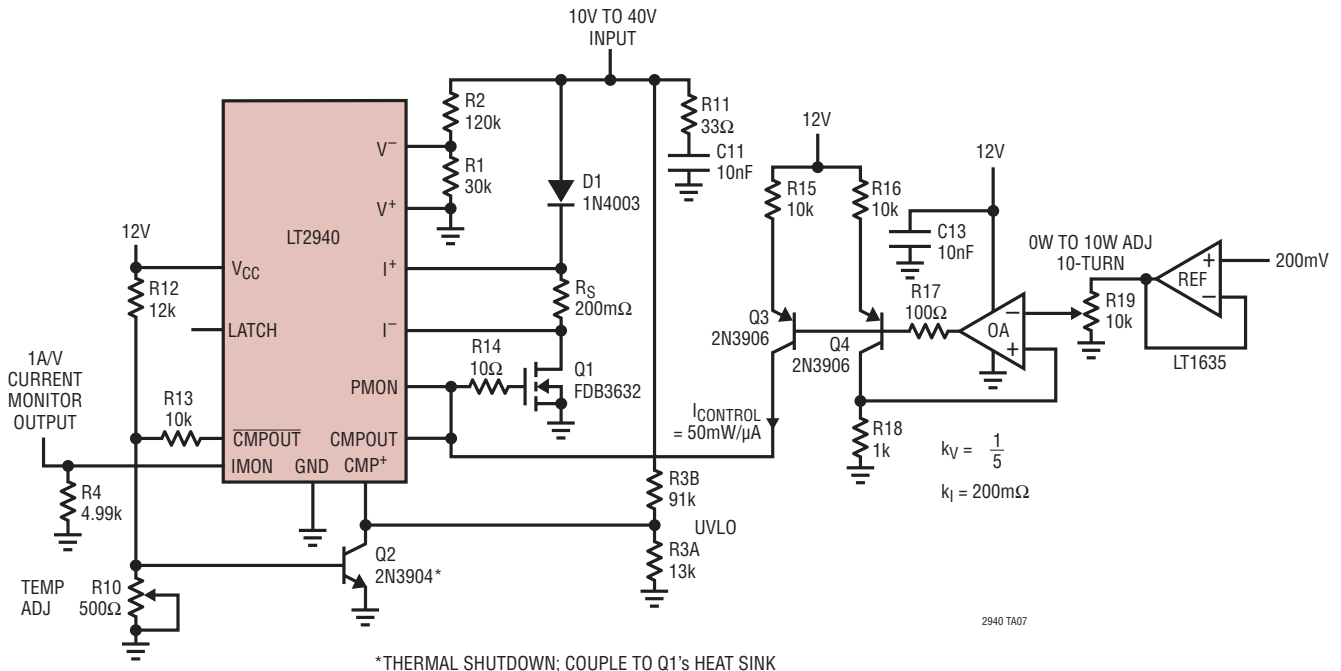 10V TO 40V
INPUT
R2
120k
R11
33Ω
12V
C11
10nF
12V
V−
R1
30k
D1
1N4003
R15
10k
R16
10k
V+
C13
10nF
12V
LT2940
0W TO 10W ADJ
10-TURN
+
REF
−
200mV
VCC
I+
R12
12k
RS
200mΩ
R17
100Ω
−
OA
+
R19
10k
Q3
2N3906
LATCH
I−
Q4
2N3906
LT1635
1A/V
CURRENT
MONITOR
OUTPUT
R14
10Ω
Q1
FDB3632
PMON
R13
10k
ICONTROL
= 50mW/µA
CMPOUT
CMPOUT
R18
1k
kV = 1
5
IMON
GND
CMP+
kI = 200mΩ
R4
4.99k
R3B
91k
UVLO
Q2
2N3904*
R3A
13k
TEMP
ADJ
R10
500Ω
2940 TA07
*THERMAL SHUTDOWN; COUPLE TO Q1's HEAT SINK